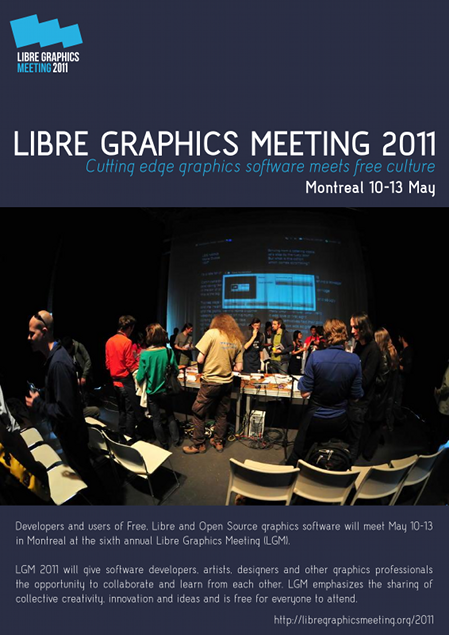 LIBRE GRAPHICS
MEETING 2011
LIBRE GRAPHICS MEETING 2011
Cutting edge graphics software meets free culture
Montreal 10-13 May
Developers and users of Free, Libre and Open Source graphics software will meet May 10-13
in Montreal at the sixth annual Libre Graphics Meeting (LGM).
LGM 2011 will give software developers, artists, designers and other graphics professionals
the opportunity to collaborate and learn from each other. LGM emphasizes the sharing of
collective creativity, innovation and ideas and is free for everyone to attend.
http://libregraphicsmeeting.org/2011